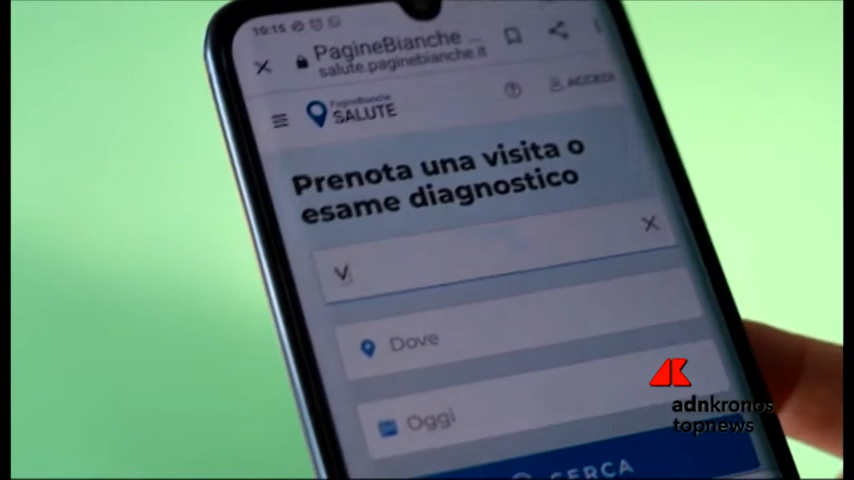 10:15
PagineBianche ...
salute.paginebianche.it
PagineBianche
SALUTE
ACCEDI
Prenota una visita o
esame diagnostico
V
Dove
Oggi
CERCA
adnkronos
topnews